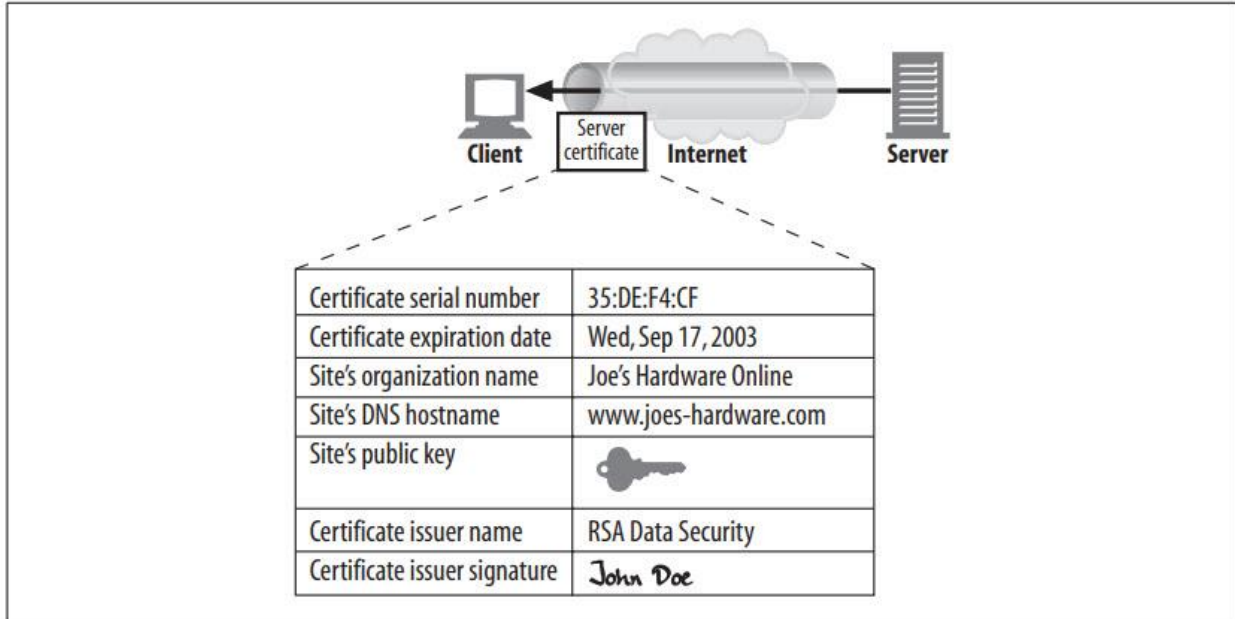 Server
certificate
Client
Internet
Server
Certificate serial number 35:DE:F4:CF
Certificate expiration date Wed, Sep 17, 2003
Site's organization name Joe's Hardware Online
Site's DNS hostname www.joes-hardware.com
Site's public key
Certificate issuer name RSA Data Security
Certificate issuer signature John Doe